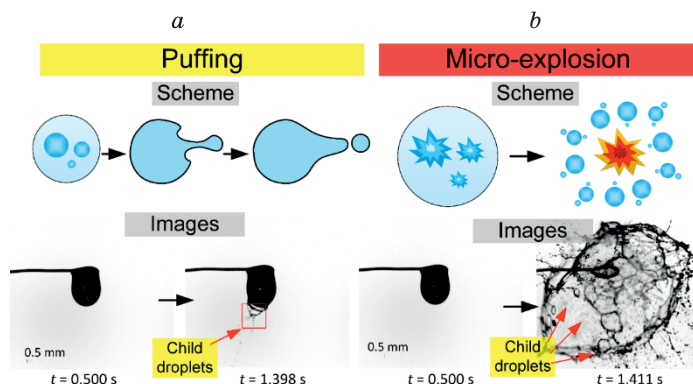 a
b
Puffing
Micro-explosion
Scheme
Scheme
Images
Images
0.5 mm
Child
droplets
0.5 mm
Child
droplets
t = 0.500 s
t = 1.398 s
t = 0.500 s
t = 1.411 s